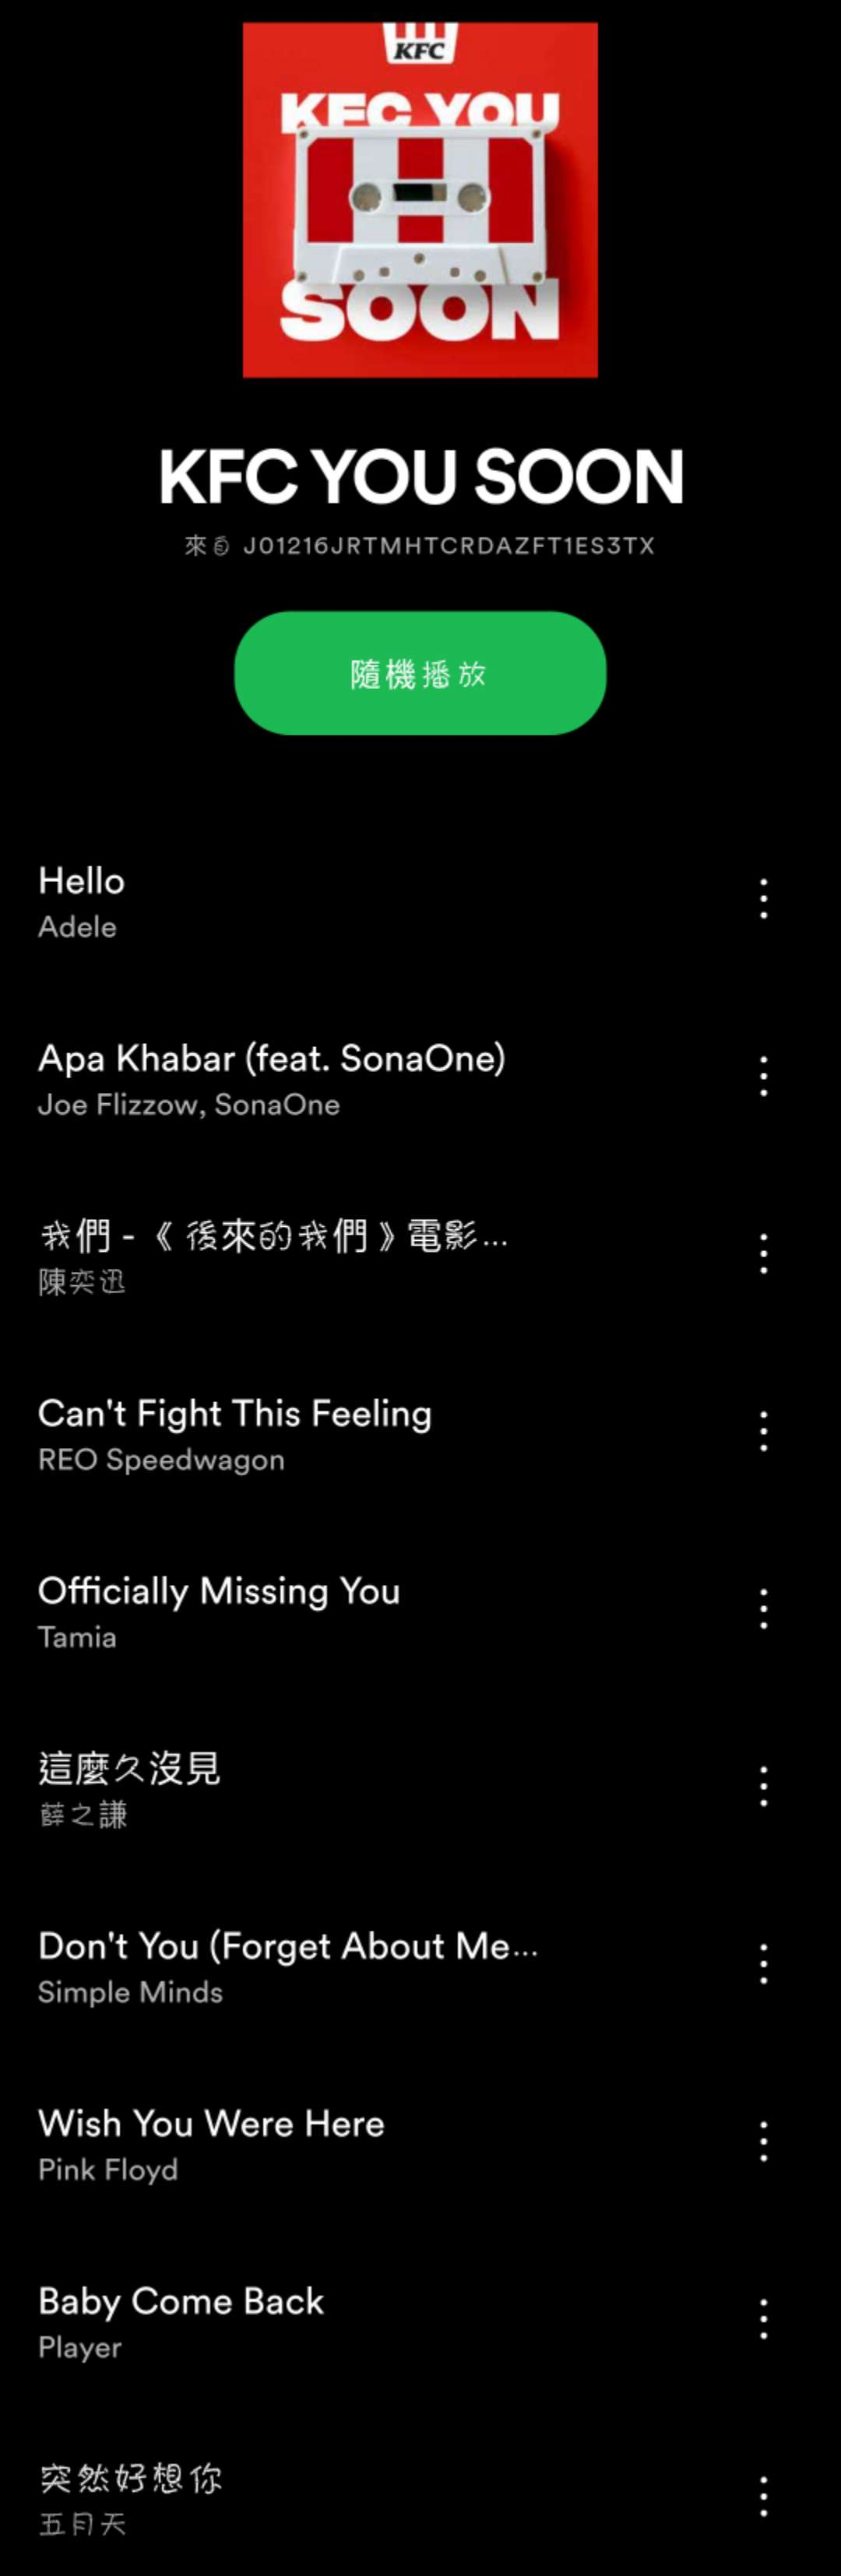 KFC
KFC YOU
SOON
KFC YOU SOON
來自 J01216JRTMHTCRDAZFT1ES3TX
隨機播放
Hello
Adele
Apa Khabar (feat. SonaOne)
Joe Flizzow, SonaOne
我們 - 《 後來的我們 》電影...
陳奕迅
Can't Fight This Feeling
REO Speedwagon
Officially Missing You
Tamia
這麼久沒見
薛之謙
Don't You (Forget About Me...
Simple Minds
Wish You Were Here
Pink Floyd
Baby Come Back
Player
突然好想你
五月天